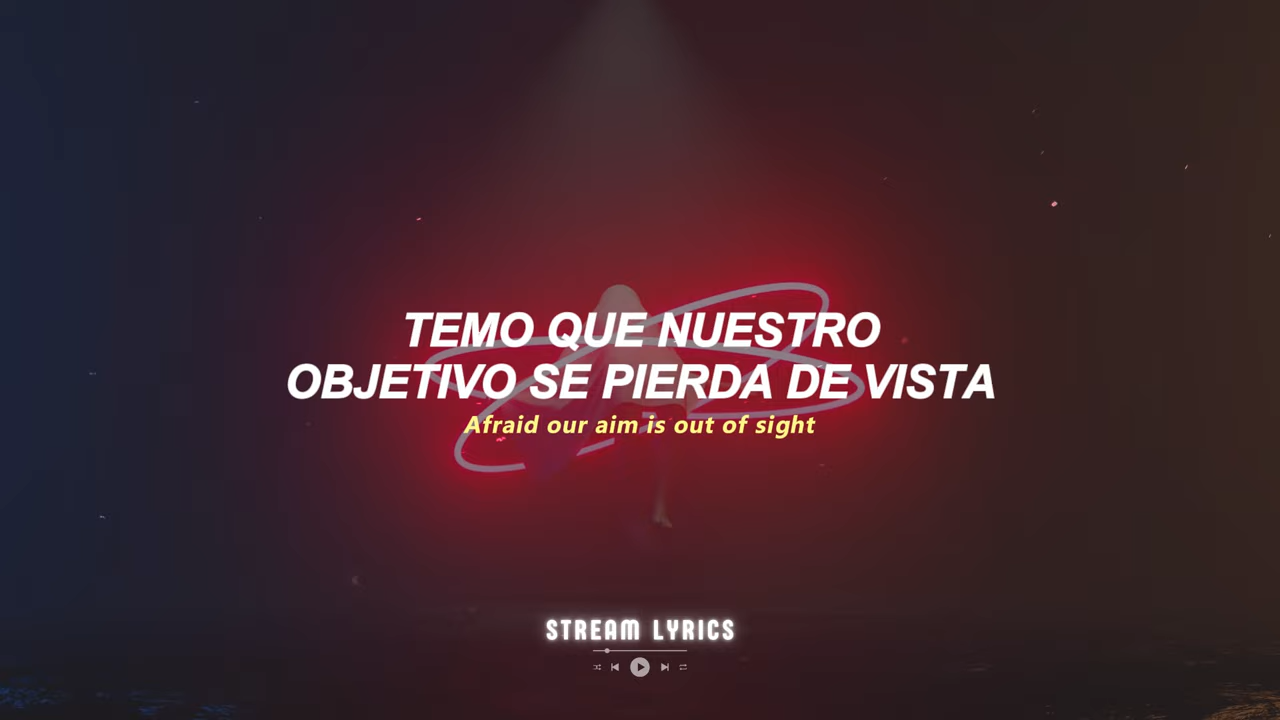 TEMO QUE NUESTRO
OBJETIVO SE PIERDA DE VISTA
Afraid our aim is out of sight
STREAM LYRICS